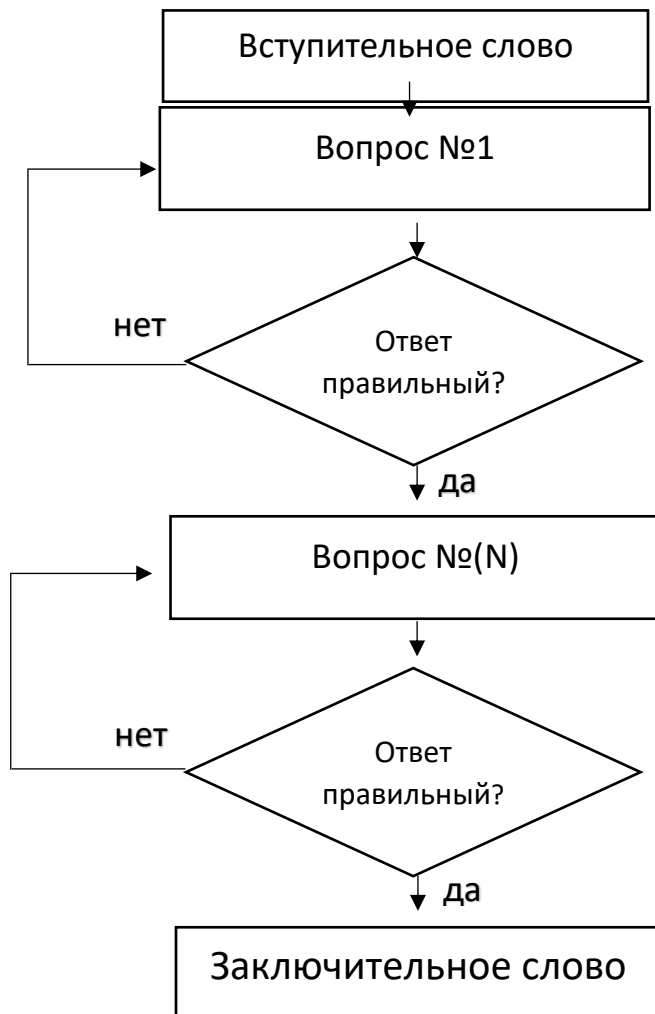 Вступительное слово
Вопрос №1
нет
Ответ
правильный?
да
Вопрос №(N)
нет
Ответ
правильный?
да
Заключительное слово